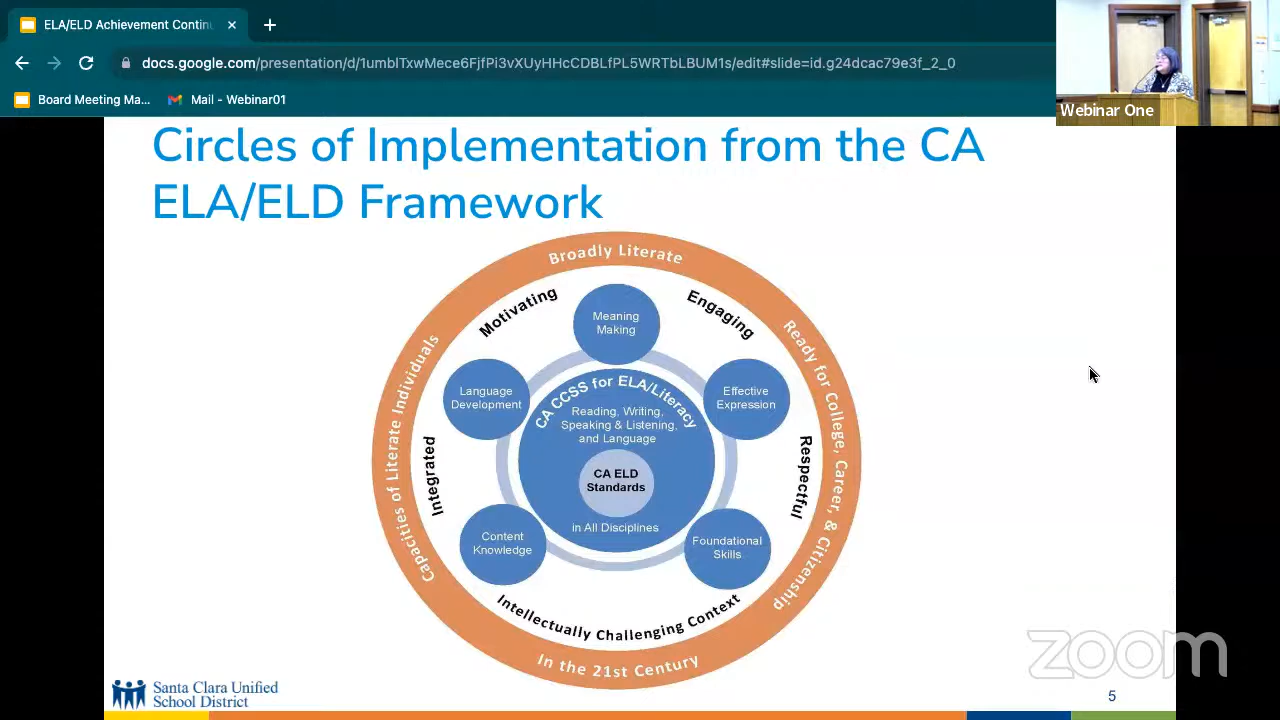 ELA/ELD Achievement Continu
docs.google.com/presentation/d/1umbITxwMece6FjfPi3vXUyHHcCDBLfPL5WRTbLBUM1s/edit#slide=id.g24dcac79e3f_2_0
Board Meeting Ma...
Mail - Webinar01
Webinar One
Circles of Implementation from the CA
ELA/ELD Framework
Broadly Literate
Motivating
Engaging
Meaning
Making
Ready for College, Career, & Citizenship
Capacities of Literate Individuals
Language
Development
CA CCSS for ELA/Literacy
Effective
Expression
Reading, Writing,
Speaking & Listening,
and Language
Integrated
Respectful
CA ELD
Standards
in All Disciplines
Content
Knowledge
Foundational
Skills
Intellectually Challenging Context
In the 21st Century
zoom
Santa Clara Unified
School District
5